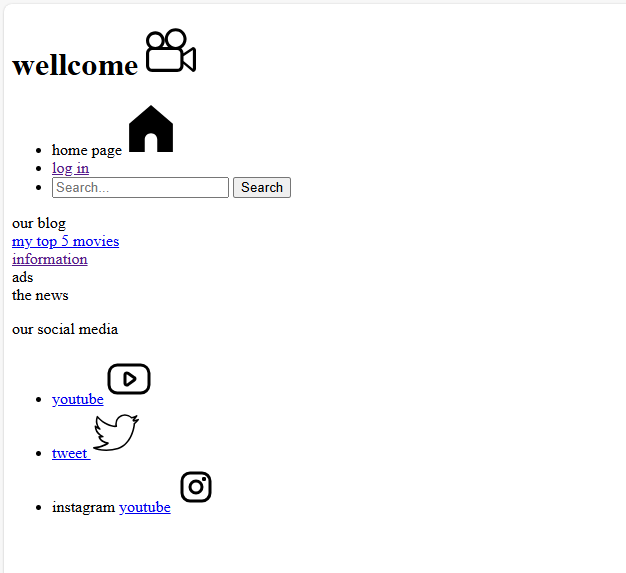 wellcome
home page
log in
Search... Search
our blog
my top 5 movies
information
ads
the news
our social media
youtube
tweet
instagram youtube